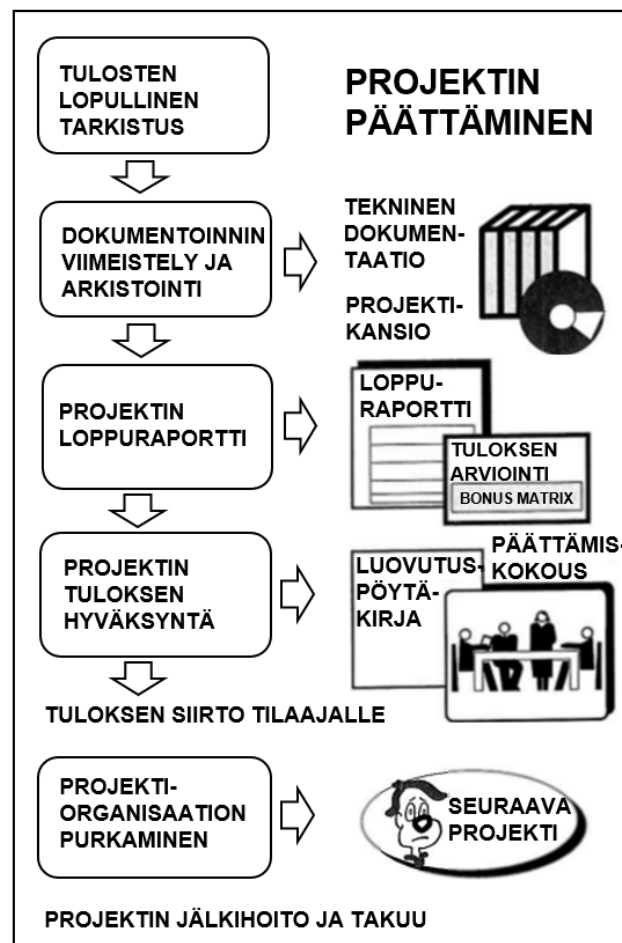 PROJEKTIN
PÄÄTTÄMINEN
TULOSTEN
LOPULLINEN
TARKISTUS
DOKUMENTOINNIN
VIIMEISTELY JA
ARKISTOINTI
TEKNINEN
DOKUMEN-
TAATIO
PROJEKTI-
KANSIO
PROJEKTIN
LOPPURAPORTTI
LOPPU-
RAPORTTI
TULOKSEN
ARVIOINTI
BONUS MATRIX
PROJEKTIN
TULOKSEN
HYVÄKSYNTÄ
LUOVUTUS-
PÖYTÄ-
KIRJA
PÄÄTTÄMIS-
KOKOUS
TULOKSEN SIIRTO TILAAJALLE
PROJEKTI-
ORGANISAATION
PURKAMINEN
SEURAAVA
PROJEKTI
PROJEKTIN JÄLKIHOITO JA TAKUU